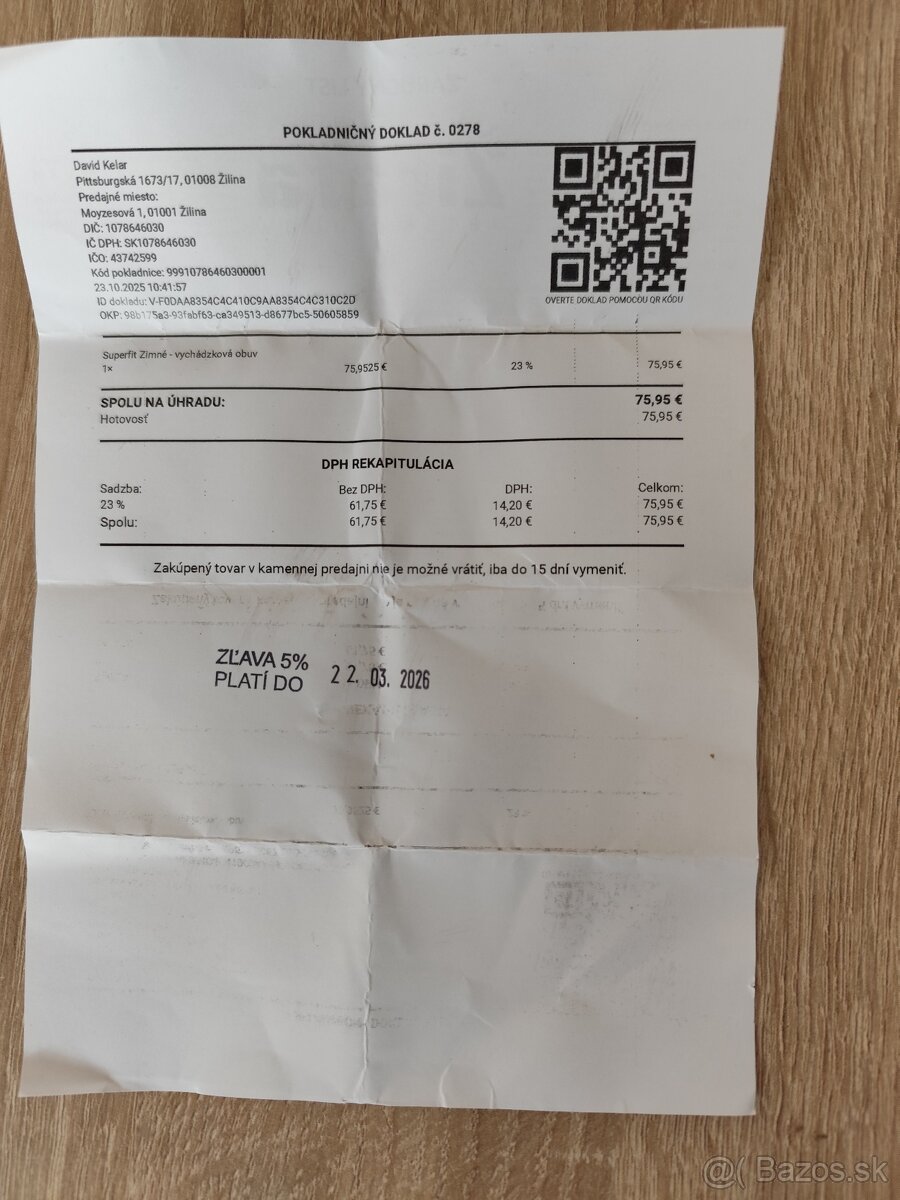 POKLADNIČNÝ DOKLAD č. 0278
David Kelar
Pittsburgská 1673/17, 01008 Žilina
Predajné miesto:
Moyzesová 1, 01001 Žilina
DIČ: 1078646030
IČ DPH: SK1078646030
IČO: 43742599
Kód pokladnice: 99910786460300001
23.10.2025 10:41:57
ID dokladu: V-F0DAA8354C4C410C9AA8354C4C310C2D
OKP: 98b175a3-93fabf63-ca349513-d8677bc5-50605859
OVERTE DOKLAD POMOCOU QR KÓDU
Superfit Zimné - vychádzková obuv
1× 75,9525 € 23 % 75,95 €
SPOLU NA ÚHRADU: 75,95 €
Hotovosť 75,95 €
DPH REKAPITULÁCIA
Sadzba: Bez DPH: DPH: Celkom:
23 % 61,75 € 14,20 € 75,95 €
Spolu: 61,75 € 14,20 € 75,95 €
Zakúpený tovar v kamennej predajni nie je možné vrátiť, iba do 15 dní vymeniť.
ZĽAVA 5%
PLATÍ DO 22. 03. 2026
@( Bazos.sk